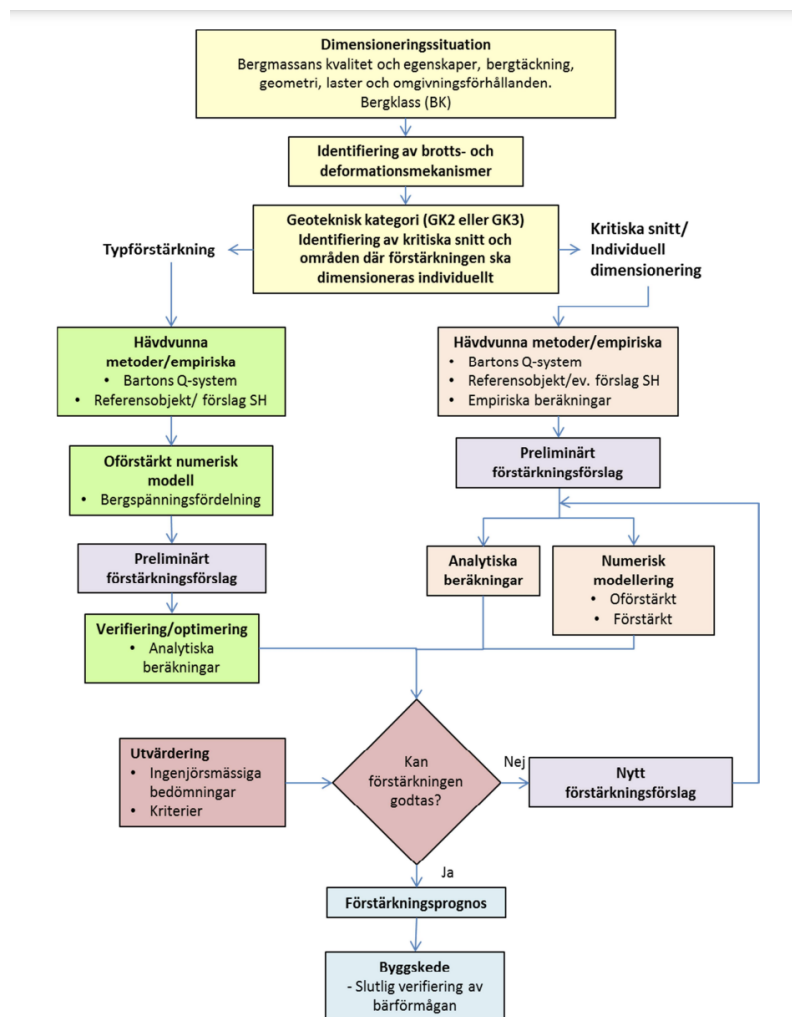 Dimensioneringssituation
Bergmassans kvalitet och egenskaper, bergtäckning,
geometri, laster och omgivningsförhållanden.
Bergklass (BK)
Identifiering av brotts- och
deformationsmekanismer
Geoteknisk kategori (GK2 eller GK3)
Identifiering av kritiska snitt och
områden där förstärkningen ska
dimensioneras individuellt
Typförstärkning
Kritiska snitt/
Individuell
dimensionering
Hävdvunna
metoder/empiriska
• Bartons Q-system
• Referensobjekt/ förslag SH
Oförstärkt numerisk
modell
• Bergspänningsfördelning
Preliminärt
förstärkningsförslag
Verifiering/optimering
• Analytiska
beräkningar
Hävdvunna metoder/empiriska
• Bartons Q-system
• Referensobjekt/ev. förslag SH
• Empiriska beräkningar
Preliminärt
förstärkningsförslag
Analytiska
beräkningar
Numerisk
modellering
• Oförstärkt
• Förstärkt
Utvärdering
• Ingenjörsmässiga
bedömningar
• Kriterier
Kan
förstärkningen
godtas?
Nej
Nytt
förstärkningsförslag
Ja
Förstärkningsprognos
Byggskede
- Slutlig verifiering av
bärförmågan